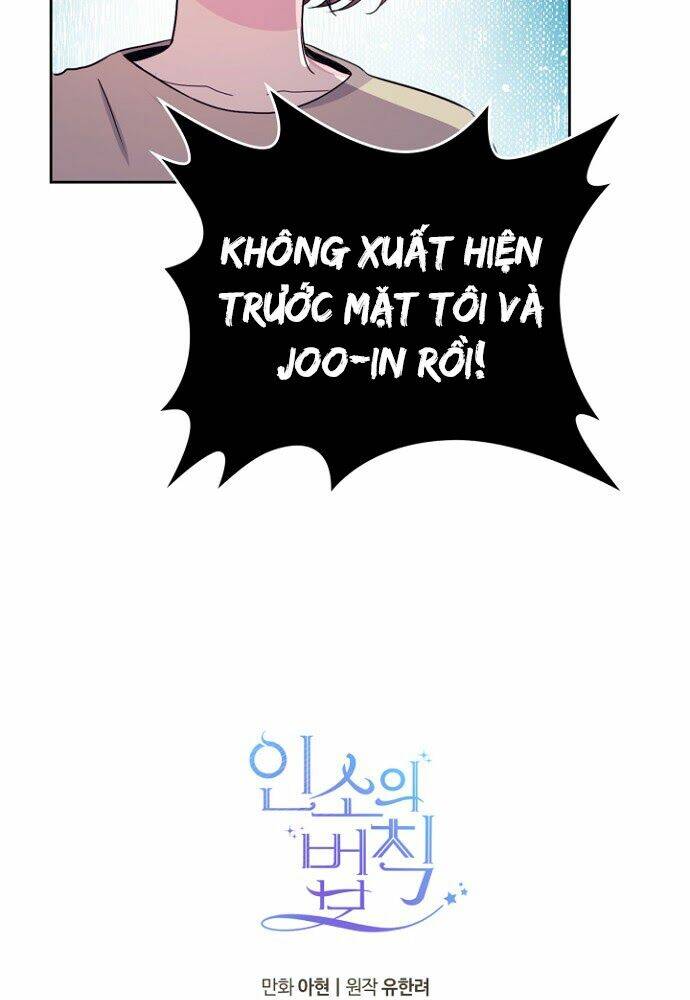 KHÔNG XUẤT HIỆN
TRƯỚC MẶT TÔI VÀ
JOO-IN RỒI!
인소의
법칙
만화 아현 | 원작 유한려